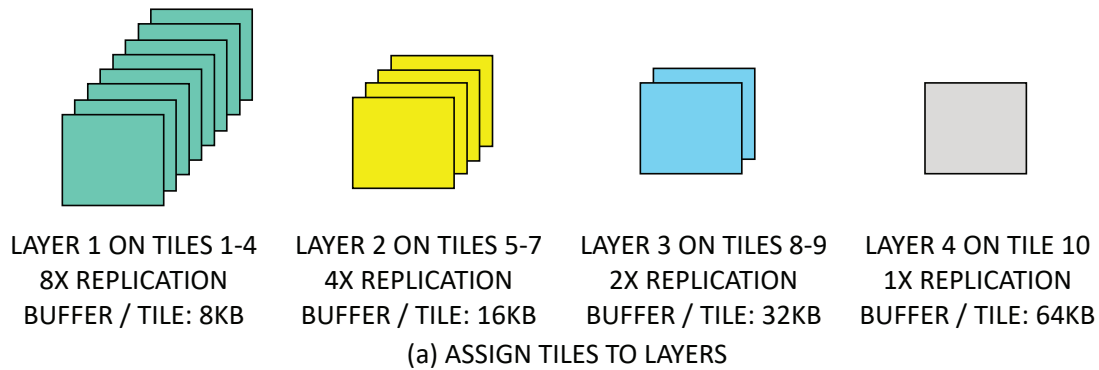 LAYER 1 ON TILES 1-4
8X REPLICATION
BUFFER / TILE: 8KB
LAYER 2 ON TILES 5-7
4X REPLICATION
BUFFER / TILE: 16KB
LAYER 3 ON TILES 8-9
2X REPLICATION
BUFFER / TILE: 32KB
LAYER 4 ON TILE 10
1X REPLICATION
BUFFER / TILE: 64KB
(a) ASSIGN TILES TO LAYERS